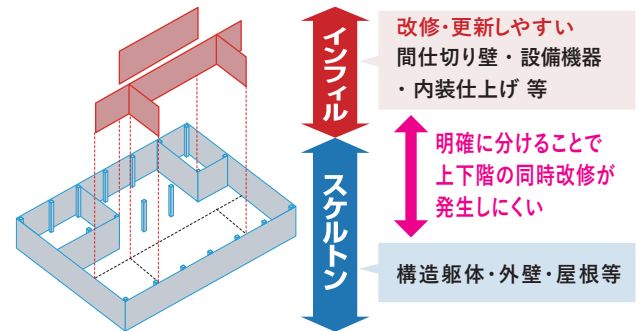 インフィル
改修・更新しやすい
間仕切り壁・設備機器
・内装仕上げ 等
明確に分けることで
上下階の同時改修が
発生しにくい
スケルトン
構造躯体・外壁・屋根等